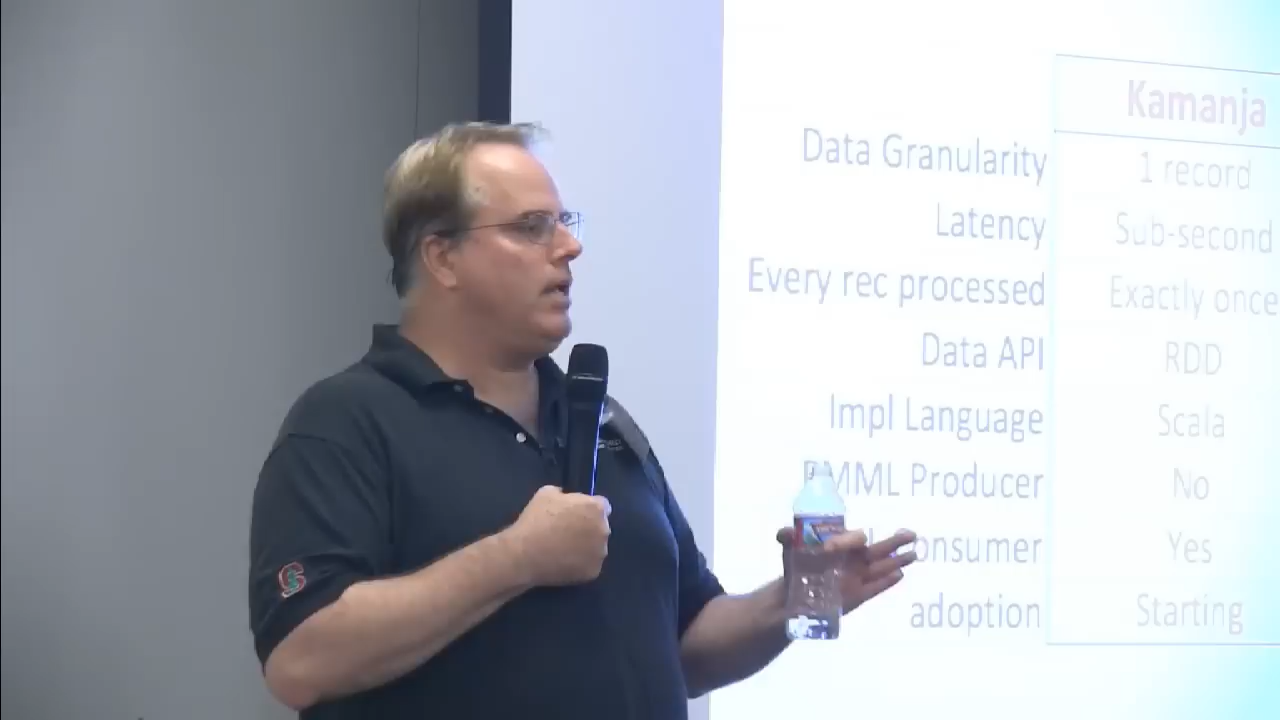 Kamanja
Data Granularity 1 record
Latency Sub-second
Every rec processed Exactly once
Data API RDD
Impl Language Scala
PMML Producer No
onsumer Yes
adoption Starting